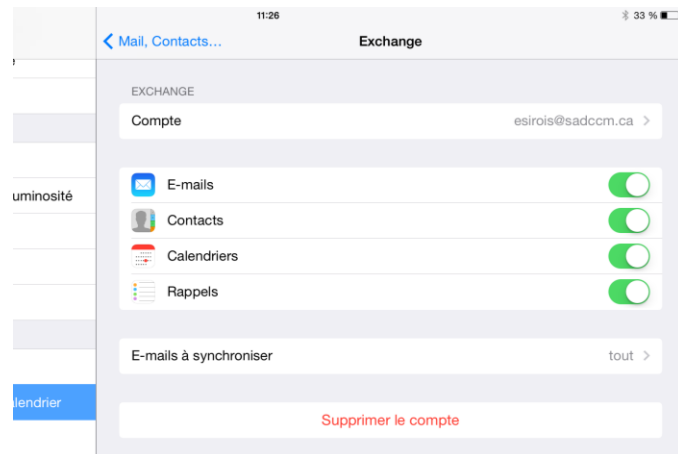 11:26
33 %
Mail, Contacts...
Exchange
EXCHANGE
Compte
esirois@sadccm.ca
E-mails
uminosité
Contacts
Calendriers
Rappels
E-mails à synchroniser
tout
lendrier
Supprimer le compte